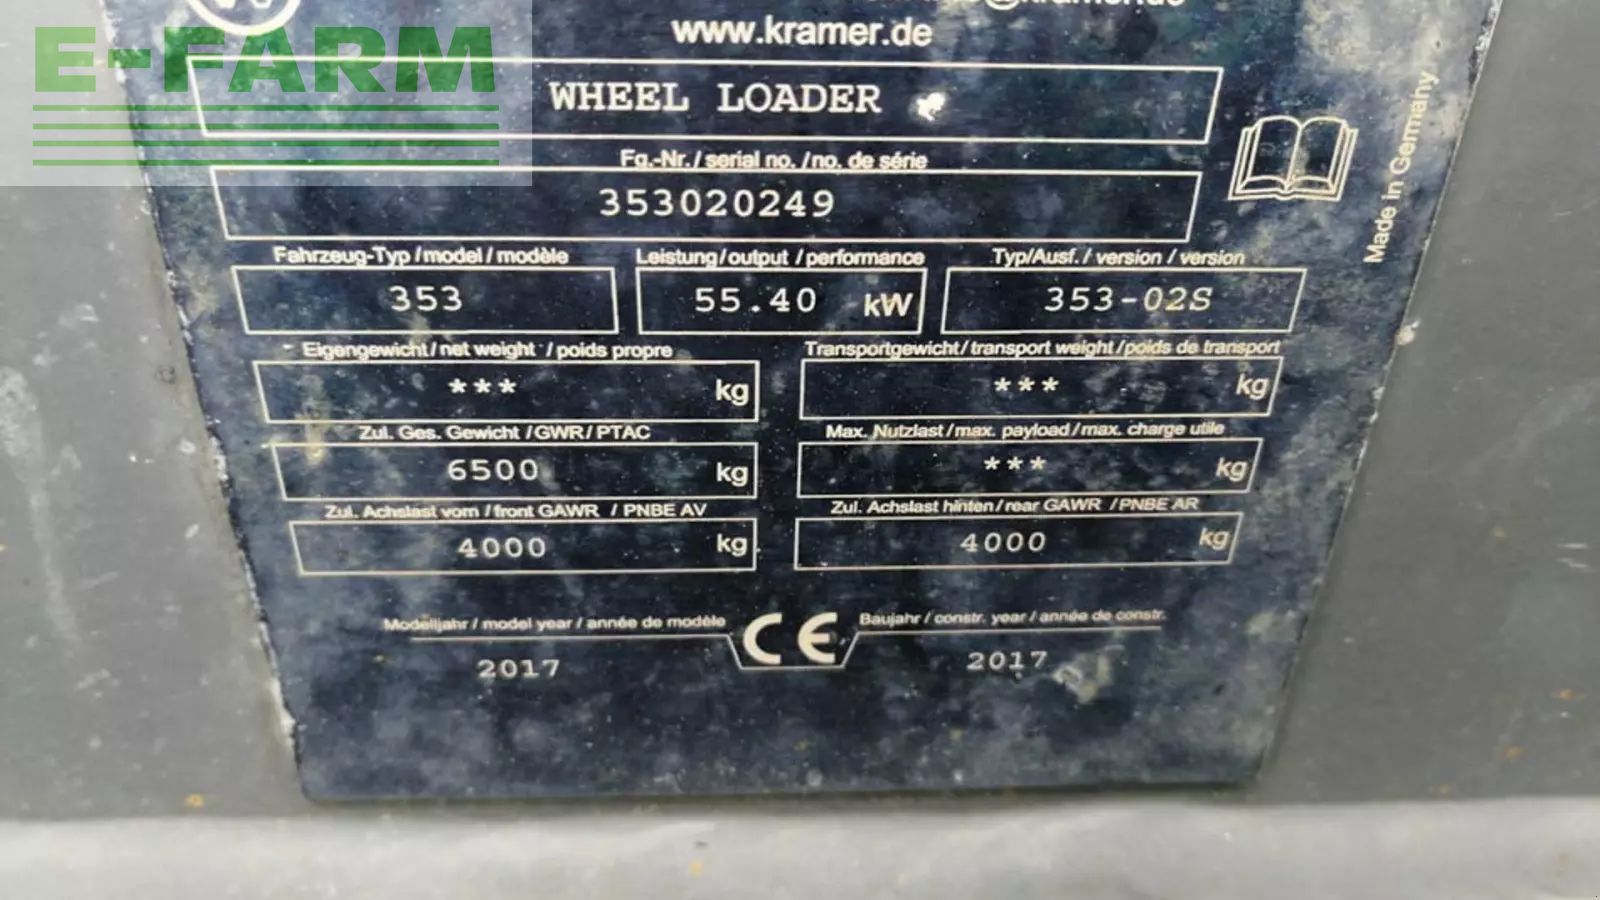 E-FARM
www.kramer.de
WHEEL LOADER
Fg.-Nr./serial no./no. de série
353020249
Fahrzeug-Typ/model/modèle
Leistung/output/performance
Typ/Ausf./version/version
353
55.40 kW
353-02S
Eigengewicht/net weight/poids propre
Transportgewicht/transport weight/poids de transport
*** kg
*** kg
Zul. Ges. Gewicht/GWR/PTAC
Max. Nutzlast/max. payload/max. charge utile
6500 kg
*** kg
Zul. Achslast vorn/front GAWR/PNBE AV
Zul. Achslast hinten/rear GAWR/PNBE AR
4000 kg
4000 kg
Modelljahr/model year/année de modèle
CE
Baujahr/constr. year/année de constr.
2017
2017
Made in Germany